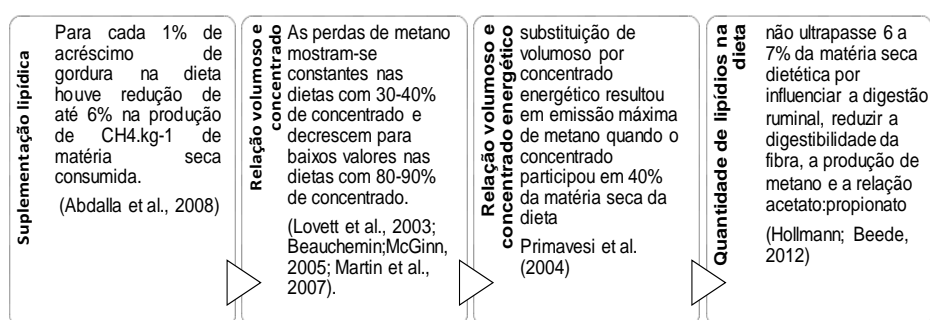 Suplementação lipídica
Para cada 1% de
acréscimo de
gordura na dieta
houve redução de
até 6% na produção
de CH4.kg-1 de
matéria seca
consumida.
(Abdalla et al., 2008)
Relação volumoso e
concentrado
As perdas de metano
mostram-se
constantes nas
dietas com 30-40%
de concentrado e
decrescem para
baixos valores nas
dietas com 80-90%
de concentrado.
(Lovett et al., 2003;
Beauchemin;McGinn,
2005; Martin et al.,
2007).
Relação volumoso e
concentrado energético
substituição de
volumoso por
concentrado
energético resultou
em emissão máxima
de metano quando o
concentrado
participou em 40%
da matéria seca da
dieta
Primavesi et al.
(2004)
Quantidade de lipídios na
dieta
não ultrapasse 6 a
7% da matéria seca
dietética por
influenciar a digestão
ruminal, reduzir a
digestibilidade da
fibra, a produção de
metano e a relação
acetato:propionato
(Hollmann; Beede,
2012)